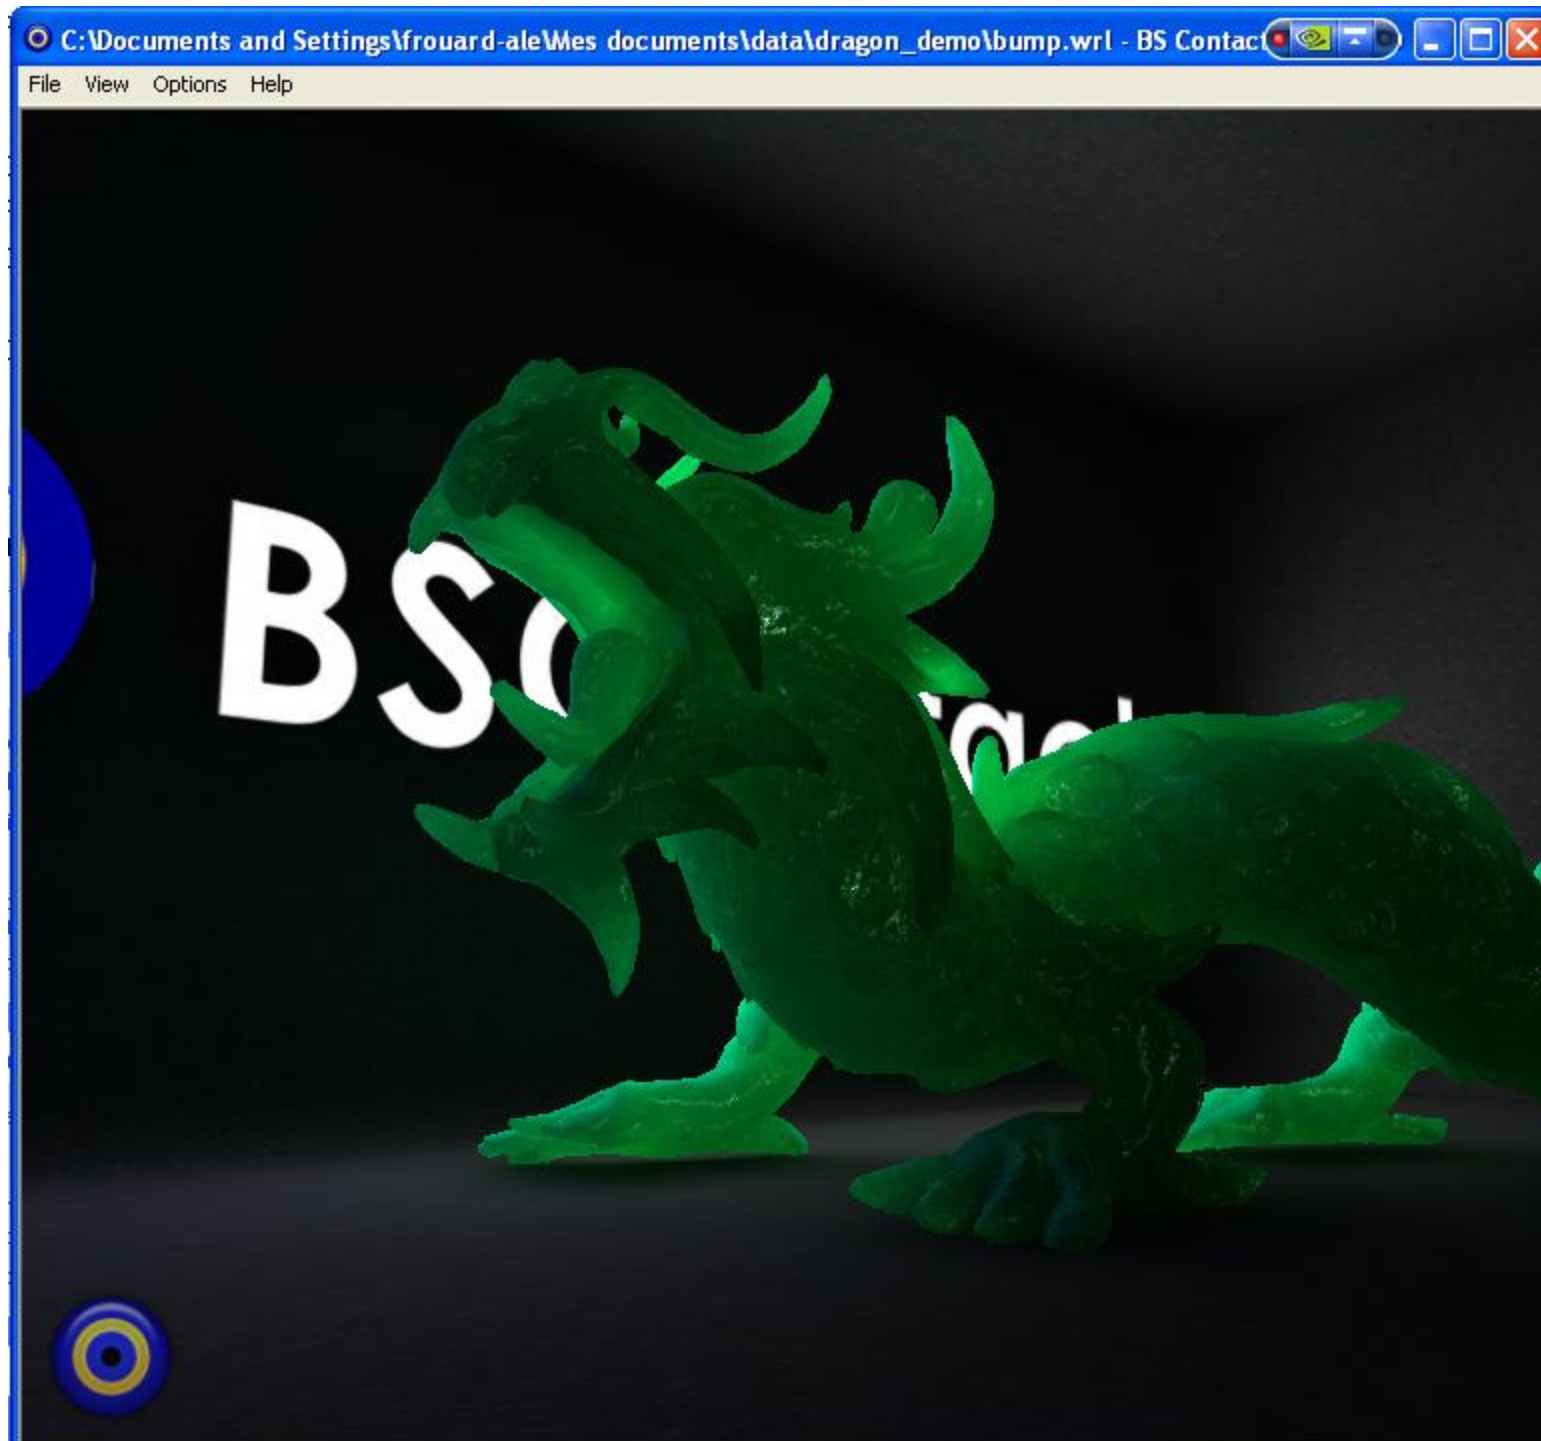 C:\Documents and Settings\frouard-ale\Mes documents\data\dragon_demo\bump.wrl - BS Contact
File View Options Help
BS